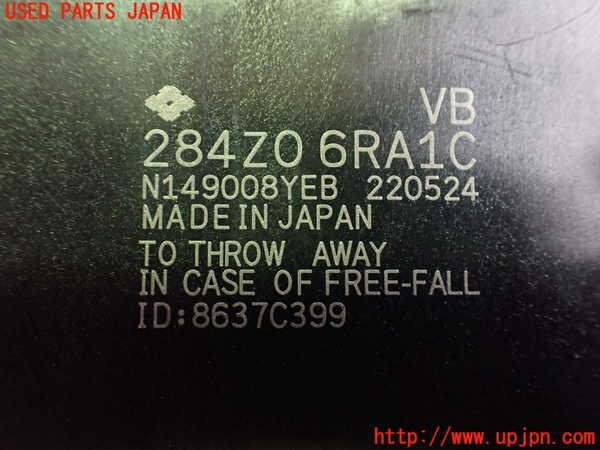 USED PARTS JAPAN
VB
284Z0 6RA1C
N149008YEB 220524
MADE IN JAPAN
TO THROW AWAY
IN CASE OF FREE-FALL
ID:8637C399
http://www.upjpn.com